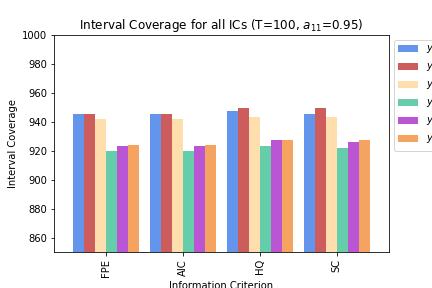 Interval Coverage for all ICs (T=100, a₁₁=0.95)
1000
980
960
940
920
900
880
860
Interval Coverage
FPE
AIC
HQ
SC
Information Criterion
y
y
y
y
y
y